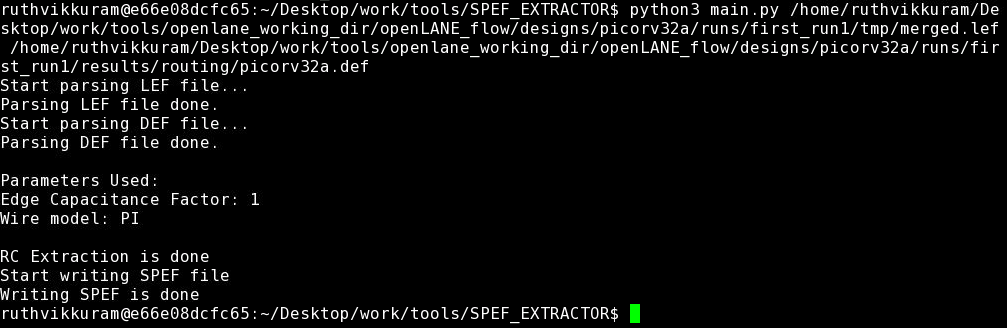 ruthvikkuram@e66e08dcfc65:~/Desktop/work/tools/SPEF_EXTRACTOR$ python3 main.py /home/ruthvikkuram/De
sktop/work/tools/openlane_working_dir/openLANE_flow/designs/picorv32a/runs/first_run1/tmp/merged.lef
 /home/ruthvikkuram/Desktop/work/tools/openlane_working_dir/openLANE_flow/designs/picorv32a/runs/fir
st_run1/results/routing/picorv32a.def
Start parsing LEF file...
Parsing LEF file done.
Start parsing DEF file...
Parsing DEF file done.

Parameters Used:
Edge Capacitance Factor: 1
Wire model: PI

RC Extraction is done
Start writing SPEF file
Writing SPEF is done
ruthvikkuram@e66e08dcfc65:~/Desktop/work/tools/SPEF_EXTRACTOR$